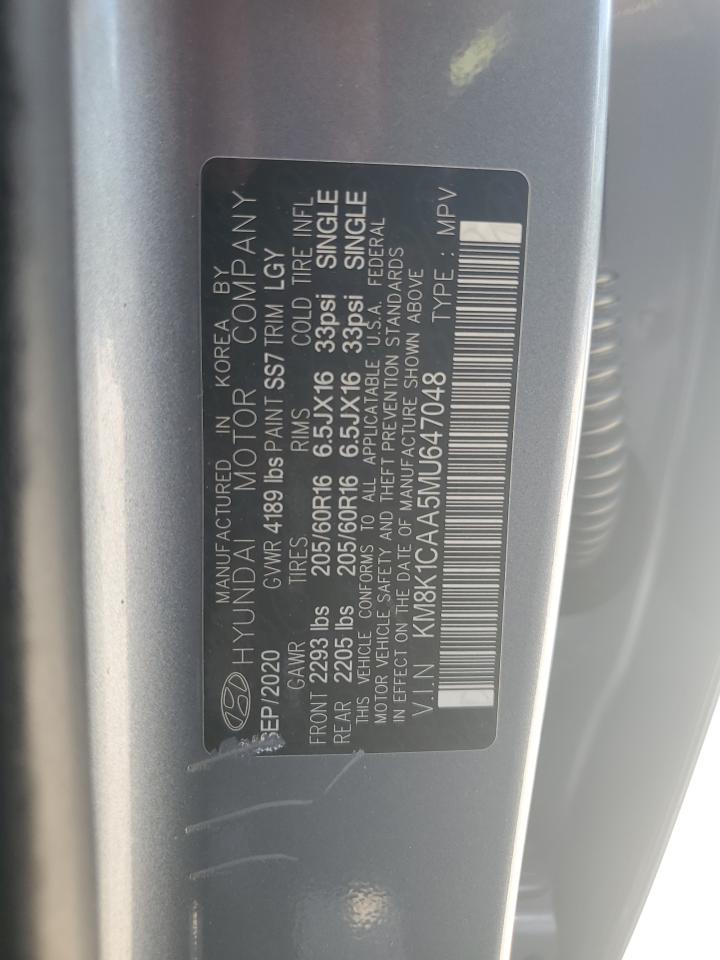 MANUFACTURED IN KOREA BY
HYUNDAI MOTOR COMPANY
SEP/2020 GVWR 4189 lbs PAINT SS7 TRIM LGY
GAWR TIRES RIMS COLD TIRE INFL
FRONT 2293 lbs 205/60R16 6.5JX16 33psi SINGLE
REAR 2205 lbs 205/60R16 6.5JX16 33psi SINGLE
THIS VEHICLE CONFORMS TO ALL APPLICATABLE U.S.A. FEDERAL
MOTOR VEHICLE SAFETY AND THEFT PREVENTION STANDARDS
IN EFFECT ON THE DATE OF MANUFACTURE SHOWN ABOVE
V.I.N KM8K1CAA5MU647048 TYPE : MPV